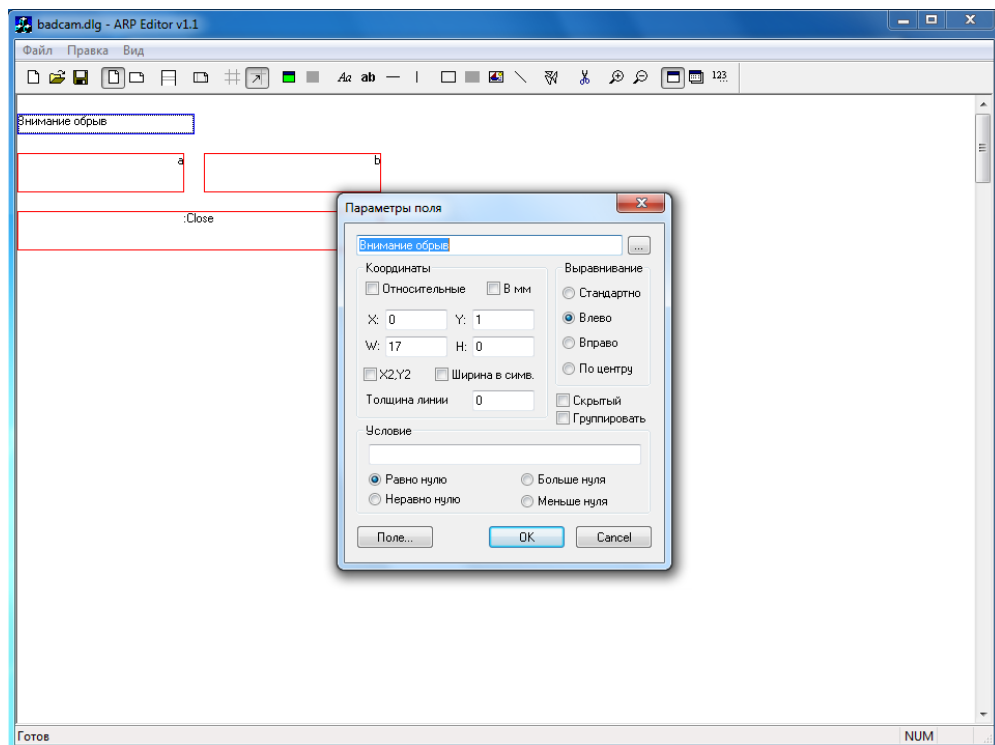 badcam.dlg - ARP Editor v1.1
Файл Правка Вид
Aa ab 123
Внимание обрыв
a b
:Close
Параметры поля
Внимание обрыв ...
Координаты Выравнивание
Относительные В мм Стандартно
X: 0 Y: 1 Влево
W: 17 H: 0 Вправо
X2,Y2 Ширина в симв. По центру
Толщина линии 0 Скрытый
Группировать
Условие
Равно нулю Больше нуля
Неравно нулю Меньше нуля
Поле... OK Cancel
Готов NUM